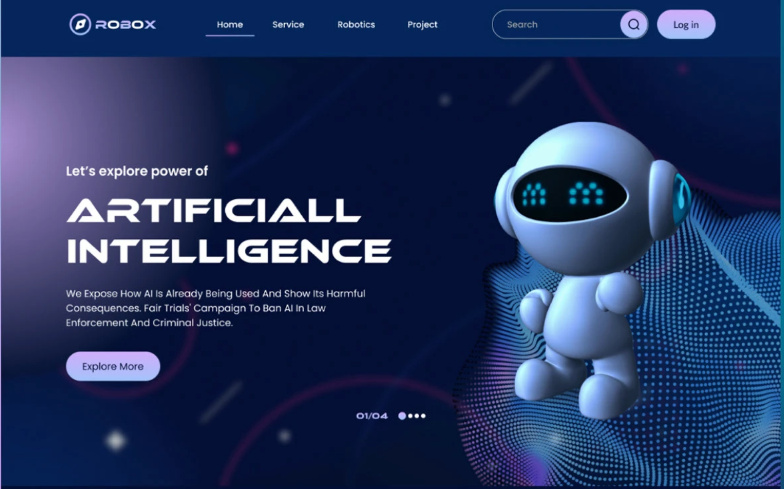 ROBOX
Home Service Robotics Project
Search
Log in
Let's explore power of
ARTIFICIALL
INTELLIGENCE
We Expose How AI Is Already Being Used And Show Its Harmful
Consequences. Fair Trials' Campaign To Ban AI In Law
Enforcement And Criminal Justice.
Explore More
01/04